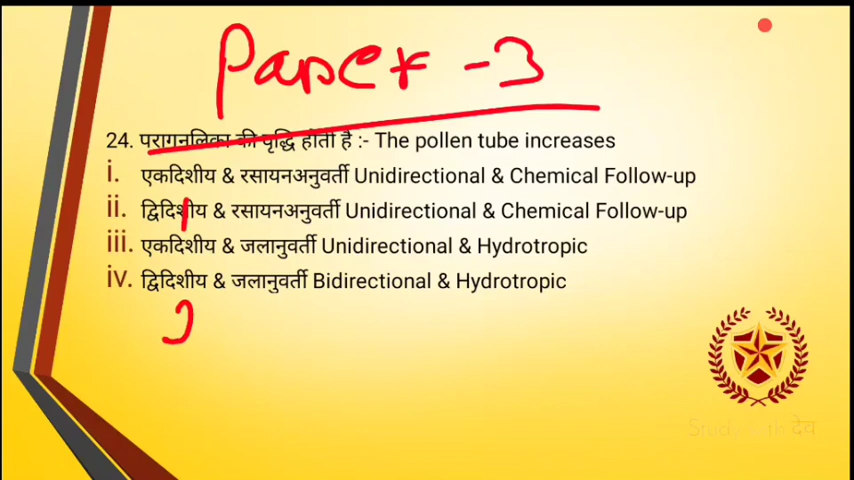 Paper - 3
24. परागनलिका की वृद्धि होती है :- The pollen tube increases
i. एकदिशीय & रसायनअनुवर्ती Unidirectional & Chemical Follow-up
ii. द्विदिशीय & रसायनअनुवर्ती Unidirectional & Chemical Follow-up
iii. एकदिशीय & जलानुवर्ती Unidirectional & Hydrotropic
iv. द्विदिशीय & जलानुवर्ती Bidirectional & Hydrotropic
देव